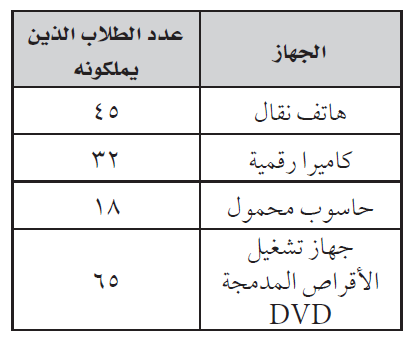 الجهاز
عدد الطلاب الذين
يملكونه
هاتف نقال
٤٥
كاميرا رقمية
٣٢
حاسوب محمول
١٨
جهاز تشغيل
الأقراص المدمجة
DVD
٦٥